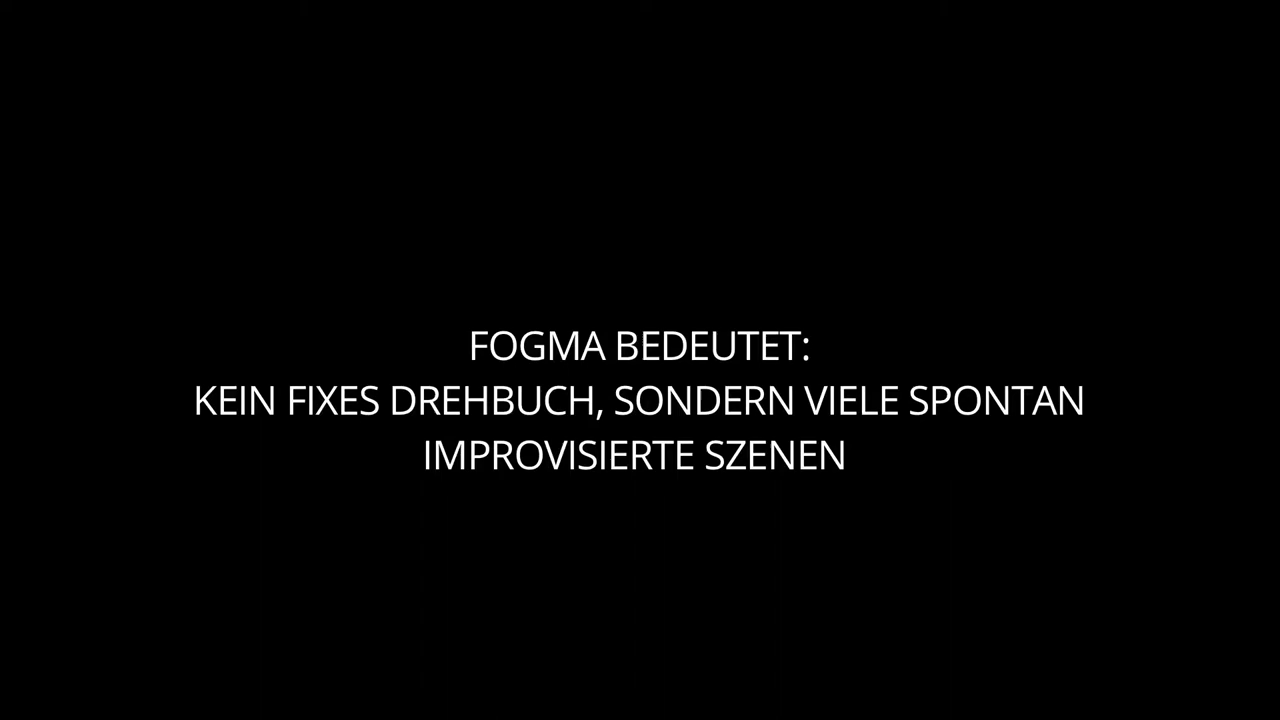 FOGMA BEDEUTET:
KEIN FIXES DREHBUCH, SONDERN VIELE SPONTAN
IMPROVISIERTE SZENEN